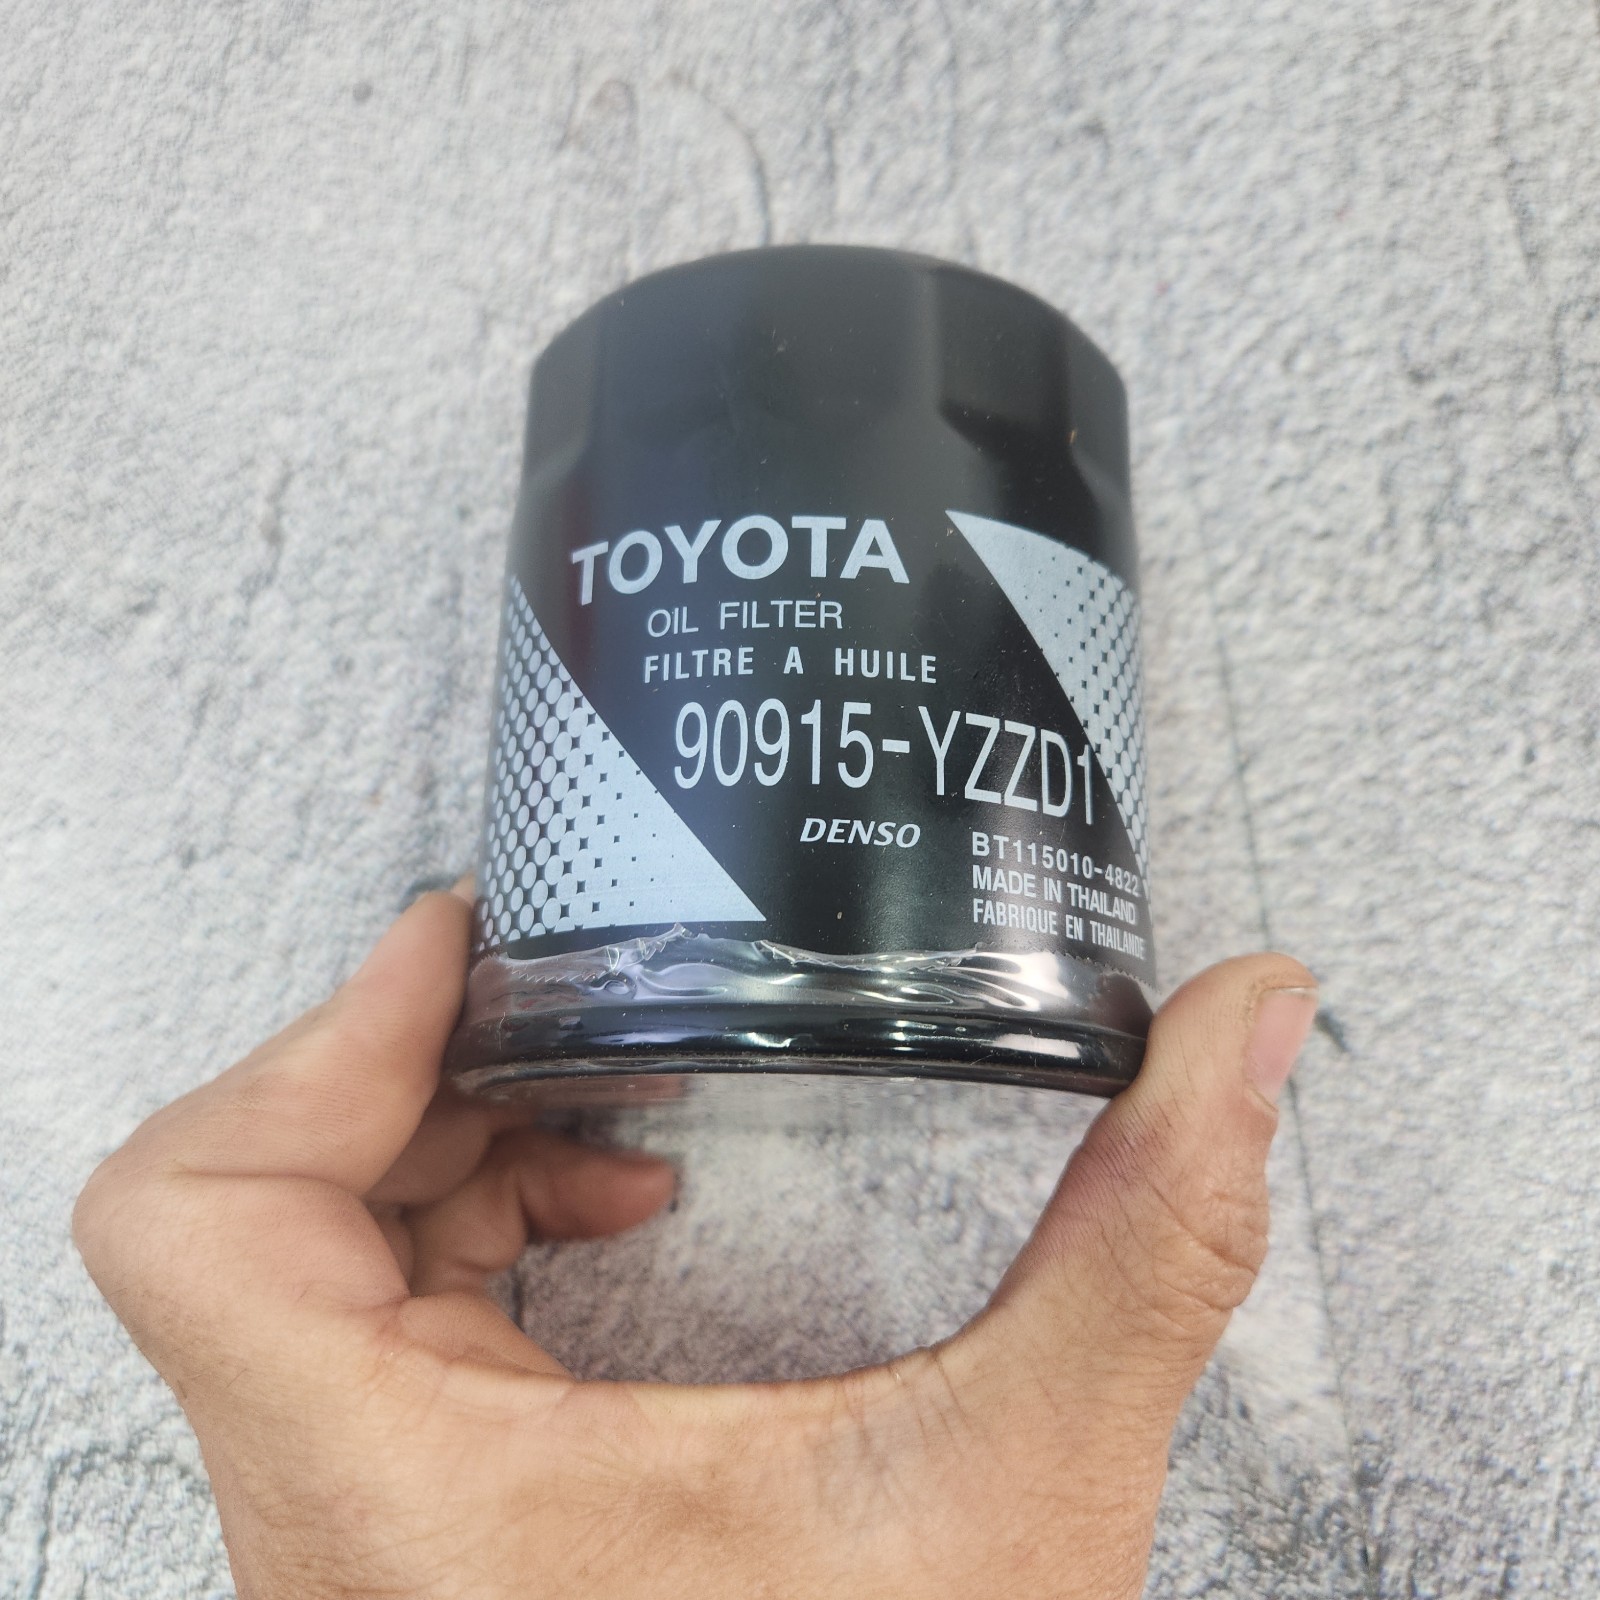 TOYOTA
OIL FILTER
FILTRE A HUILE
90915-YZZD1
DENSO
BT115010-4822
MADE IN THAILAND
FABRIQUE EN THAILANDE